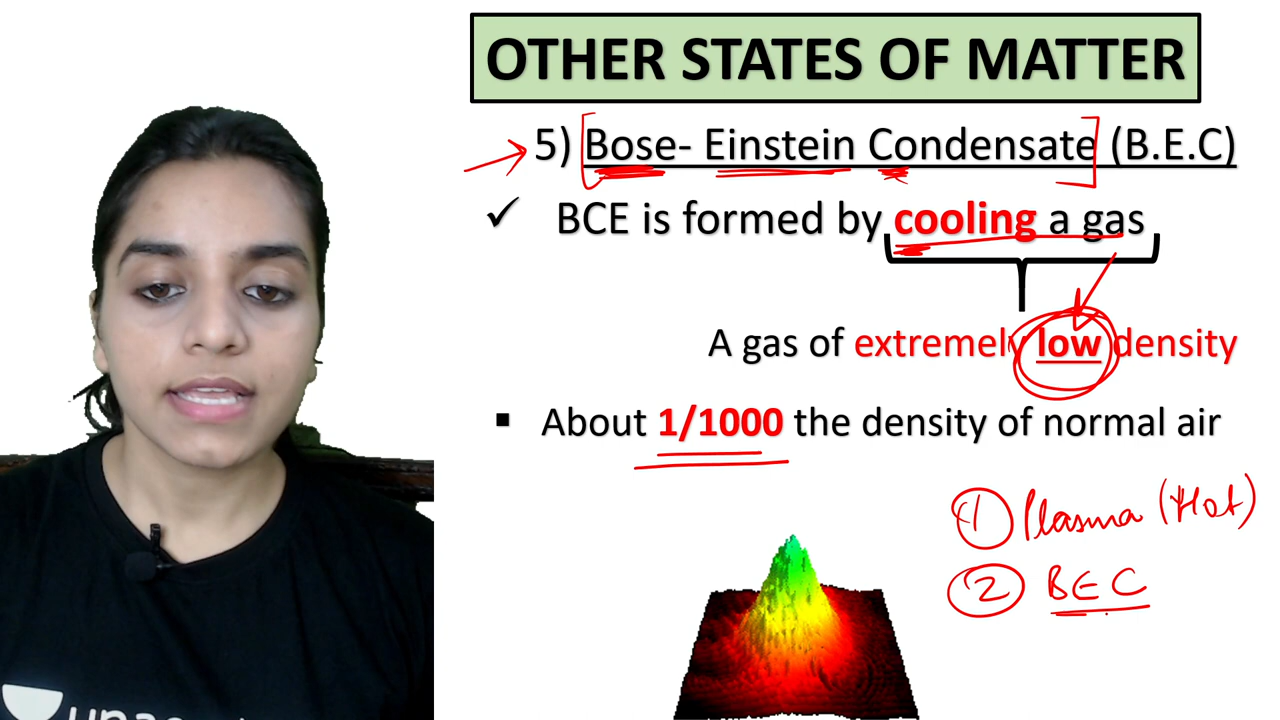 OTHER STATES OF MATTER
5) Bose- Einstein Condensate (B.E.C)
✓ BCE is formed by cooling a gas
A gas of extremely low density
▪ About 1/1000 the density of normal air
① Plasma (Hot)
② BEC